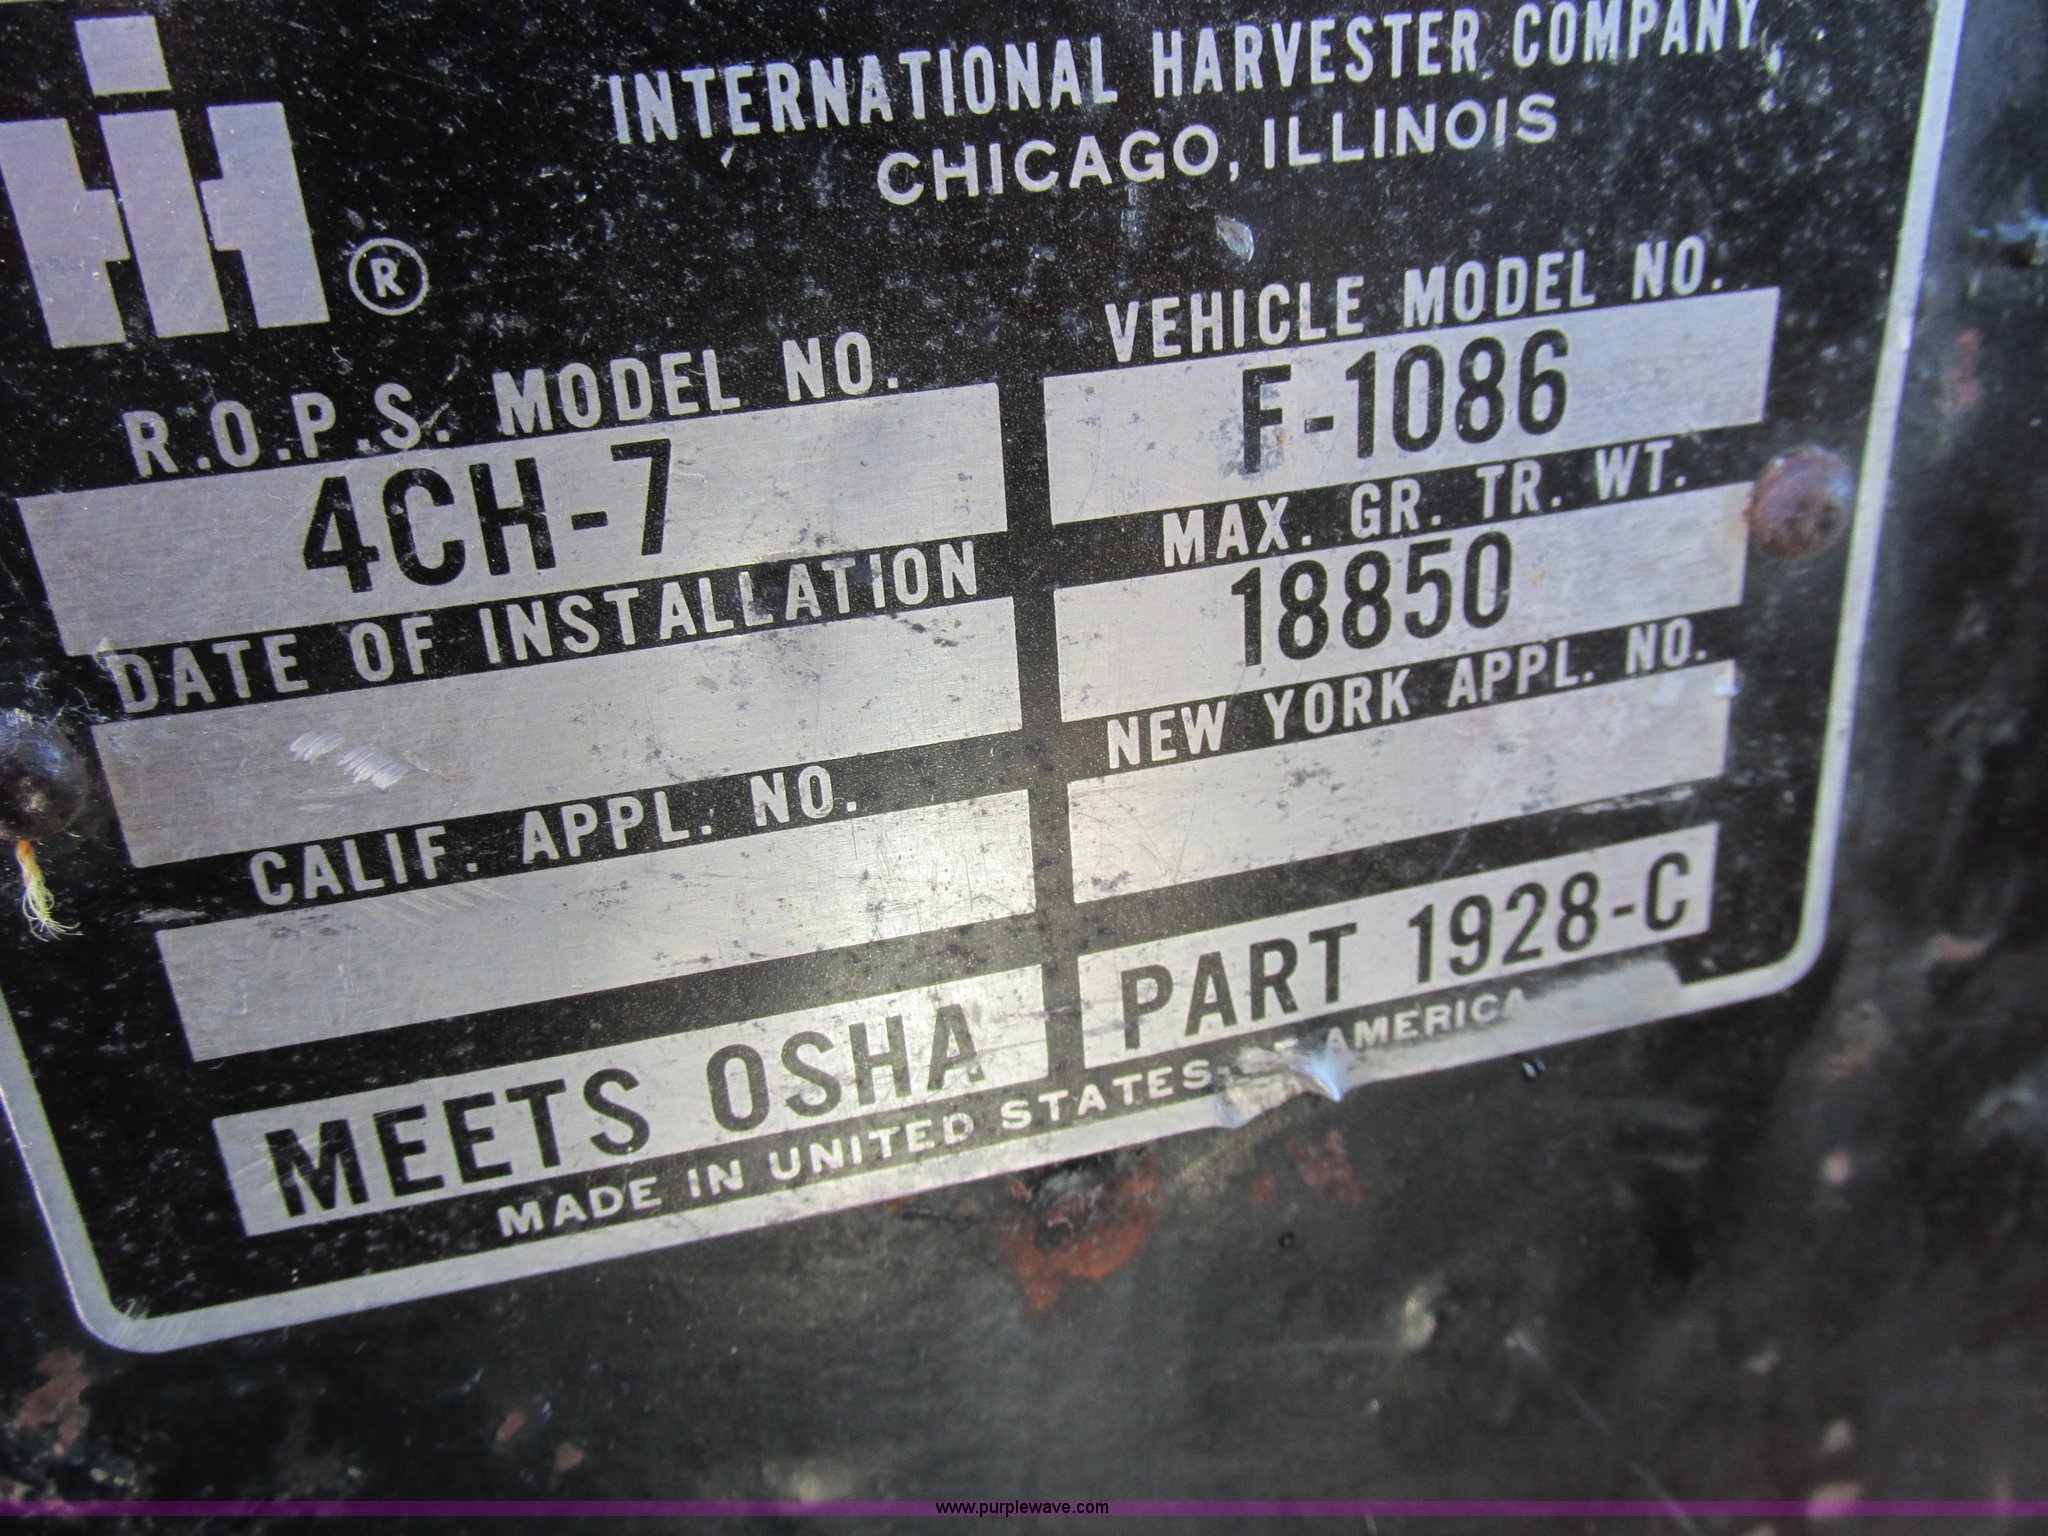 INTERNATIONAL HARVESTER COMPANY,
CHICAGO, ILLINOIS
IH ®
R.O.P.S. MODEL NO.
4CH-7
VEHICLE MODEL NO.
F-1086
DATE OF INSTALLATION
MAX. GR. TR. WT.
18850
CALIF. APPL. NO.
NEW YORK APPL. NO.
MEETS OSHA
PART 1928-C
MADE IN UNITED STATES AMERICA
www.purplewave.com